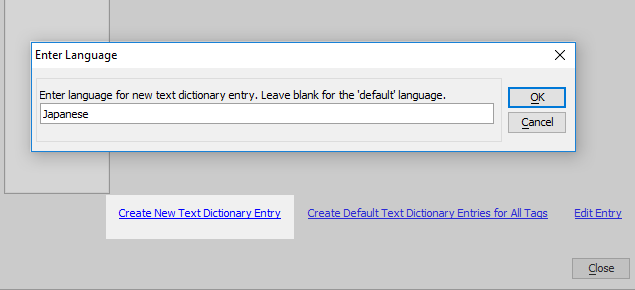 Enter Language
Enter language for new text dictionary entry. Leave blank for the 'default' language.
OK
Japanese
Cancel
Create New Text Dictionary Entry
Create Default Text Dictionary Entries for All Tags
Edit Entry
Close